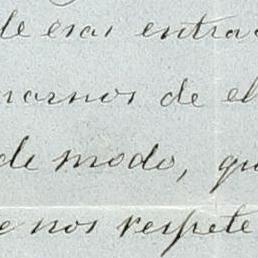 de esas entra
narnos de el
de modo, qu
e nos respete